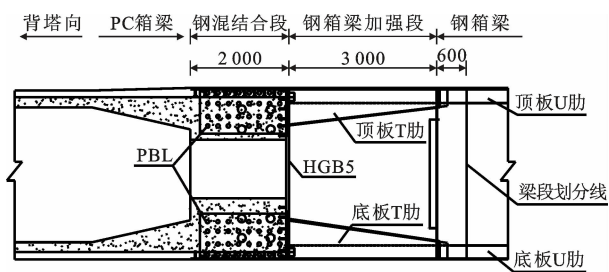 背塔向 PC箱梁 钢混结合段 钢箱梁加强段 钢箱梁
2 000 3 000 600
顶板U肋
顶板T肋
PBL HGB5
梁段划分线
底板T肋
底板U肋